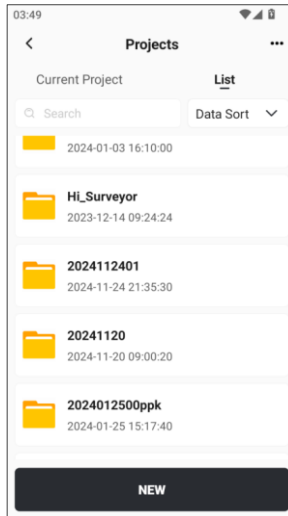 03:49
Projects
Current Project
List
Search
Data Sort
2024-01-03 16:10:00
Hi_Surveyor
2023-12-14 09:24:24
2024112401
2024-11-24 21:35:30
20241120
2024-11-20 09:00:20
2024012500ppk
2024-01-25 15:17:40
NEW